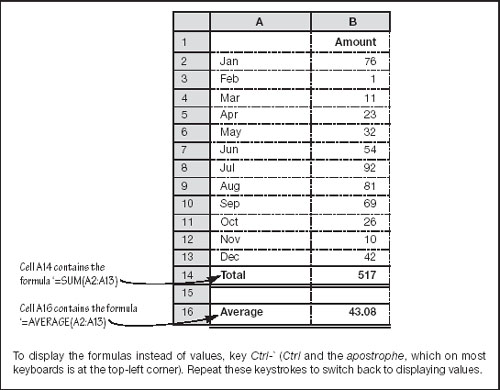 A B
1 Amount
2 Jan 76
3 Feb 1
4 Mar 11
5 Apr 23
6 May 32
7 Jun 54
8 Jul 92
9 Aug 81
10 Sep 69
11 Oct 26
12 Nov 10
13 Dec 42
14 Total 517
15
16 Average 43.08
Cell A14 contains the
formula '=SUM(A2:A13)
Cell A16 contains the formula
'=AVERAGE(A2:A13)
To display the formulas instead of values, key Ctrl-` (Ctrl and the apostrophe, which on most
keyboards is at the top-left corner). Repeat these keystrokes to switch back to displaying values.